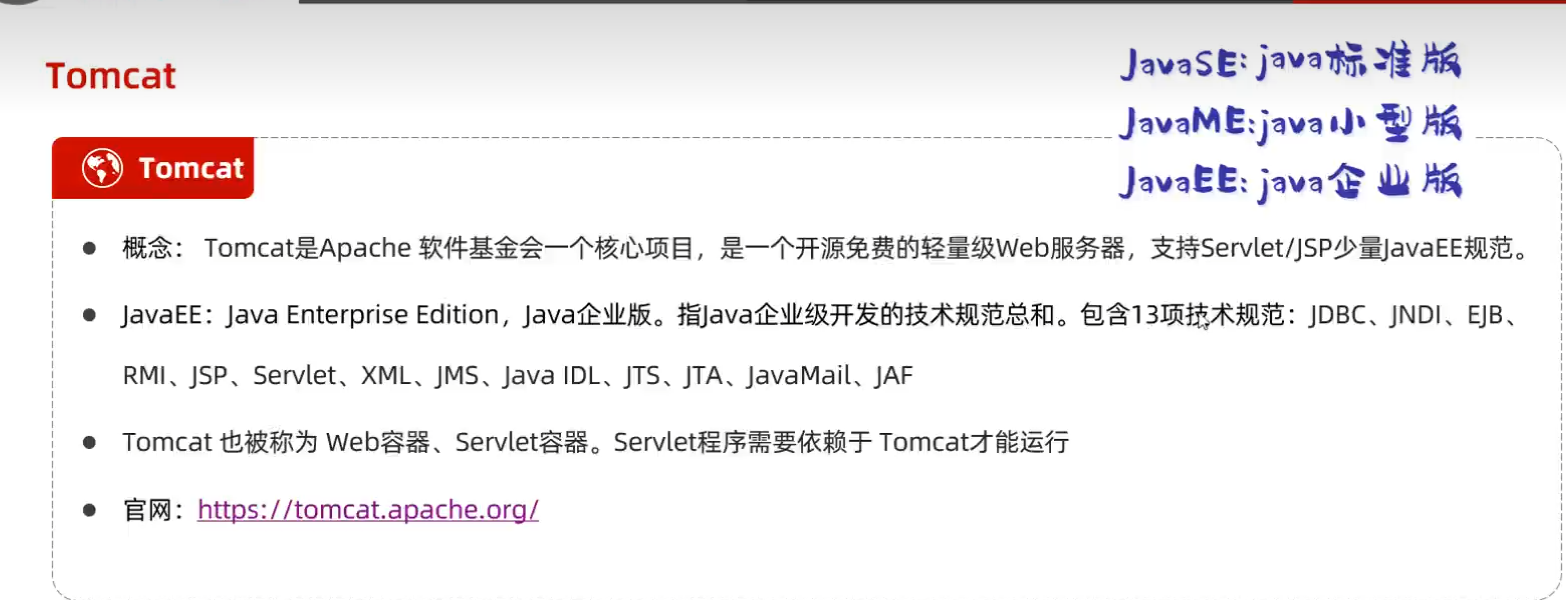 Tomcat
JavaSE: java标准版
JavaME:java小型版
JavaEE: java企业版
Tomcat
概念： Tomcat是Apache 软件基金会一个核心项目，是一个开源免费的轻量级Web服务器，支持Servlet/JSP少量JavaEE规范。
JavaEE：Java Enterprise Edition，Java企业版。指Java企业级开发的技术规范总和。包含13项技术规范：JDBC、JNDI、EJB、
RMI、JSP、Servlet、XML、JMS、Java IDL、JTS、JTA、JavaMail、JAF
Tomcat 也被称为 Web容器、Servlet容器。Servlet程序需要依赖于 Tomcat才能运行
官网：https://tomcat.apache.org/